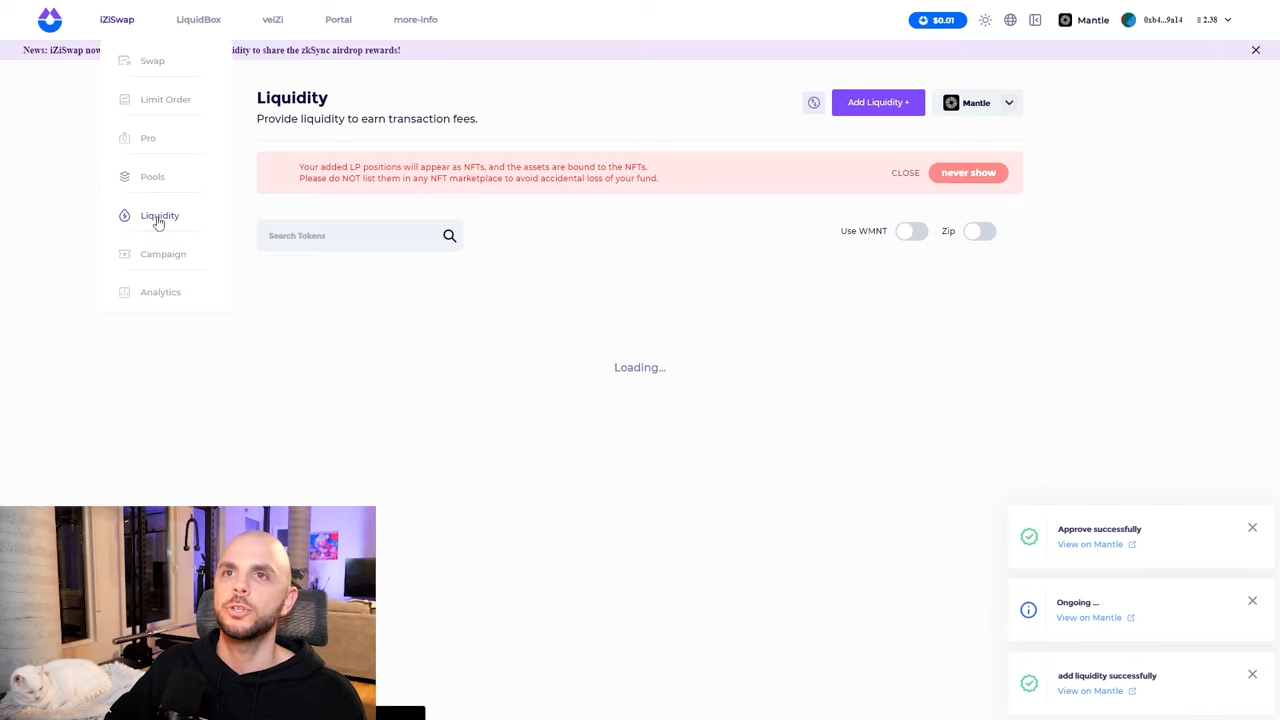 iZiSwap
LiquidBox
veiZi
Portal
more-info
$0.01
Mantle
0xb4...9a14
2.38
News: iZiSwap now
idity to share the zkSync airdrop rewards!
Swap
Limit Order
Pro
Pools
Liquidity
Campaign
Analytics
Liquidity
Provide liquidity to earn transaction fees.
Add Liquidity +
Mantle
Your added LP positions will appear as NFTs, and the assets are bound to the NFTs.
Please do NOT list them in any NFT marketplace to avoid accidental loss of your fund.
CLOSE
never show
Search Tokens
Use WMNT
Zip
Loading...
Approve successfully
View on Mantle
Ongoing ...
View on Mantle
add liquidity successfully
View on Mantle